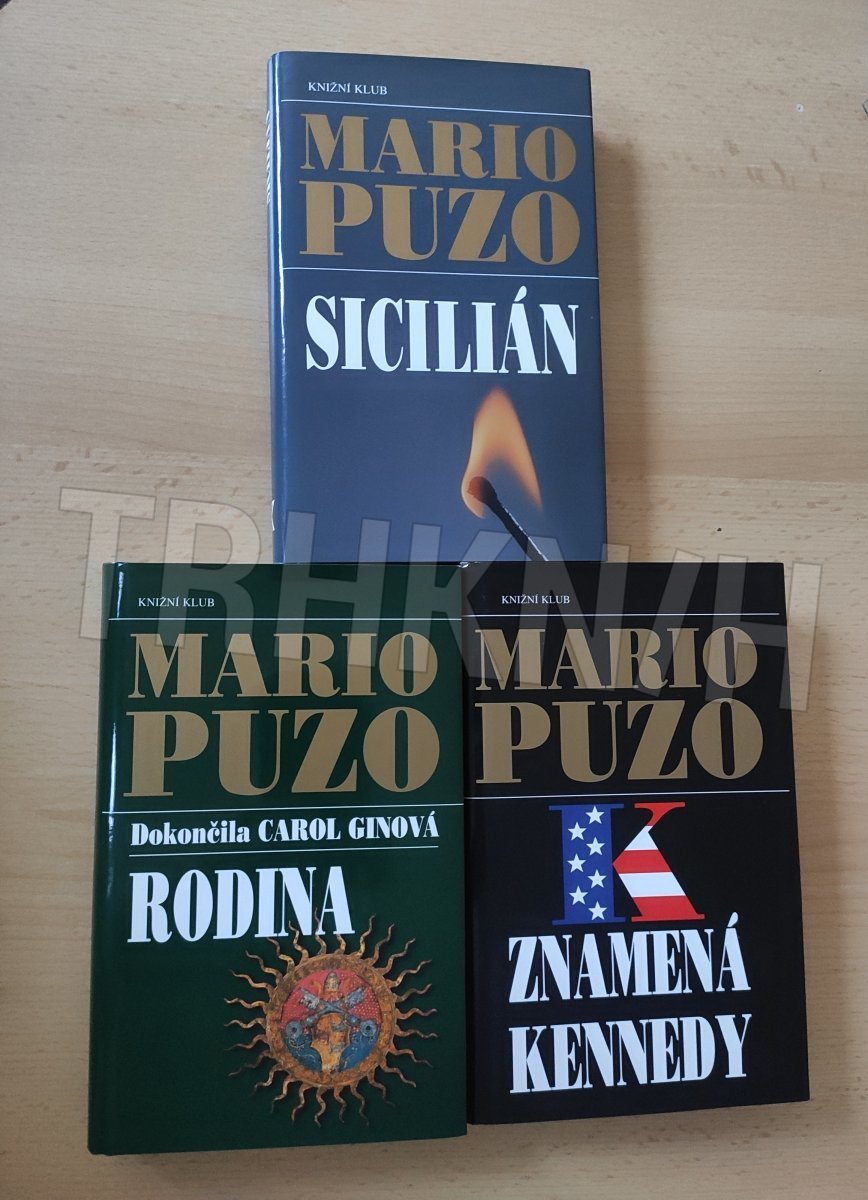 KNIŽNÍ KLUB
MARIO
PUZO
SICILIÁN
TRHKNIH
KNIŽNÍ KLUB
MARIO
PUZO
Dokončila CAROL GINOVÁ
RODINA
KNIŽNÍ KLUB
MARIO
PUZO
K
ZNAMENÁ
KENNEDY